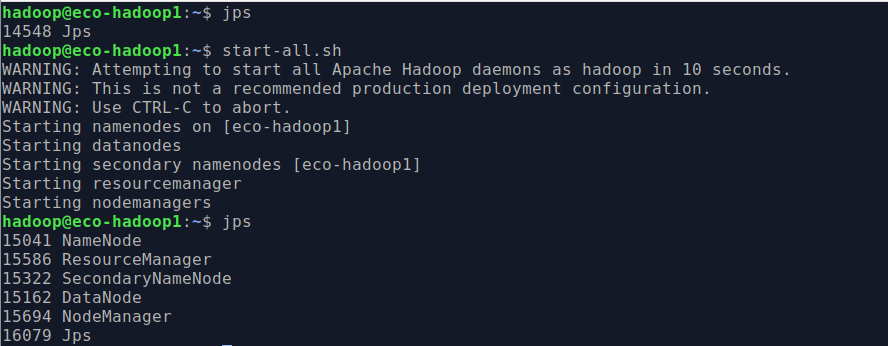 hadoop@eco-hadoop1:~$ jps
14548 Jps
hadoop@eco-hadoop1:~$ start-all.sh
WARNING: Attempting to start all Apache Hadoop daemons as hadoop in 10 seconds.
WARNING: This is not a recommended production deployment configuration.
WARNING: Use CTRL-C to abort.
Starting namenodes on [eco-hadoop1]
Starting datanodes
Starting secondary namenodes [eco-hadoop1]
Starting resourcemanager
Starting nodemanagers
hadoop@eco-hadoop1:~$ jps
15041 NameNode
15586 ResourceManager
15322 SecondaryNameNode
15162 DataNode
15694 NodeManager
16079 Jps